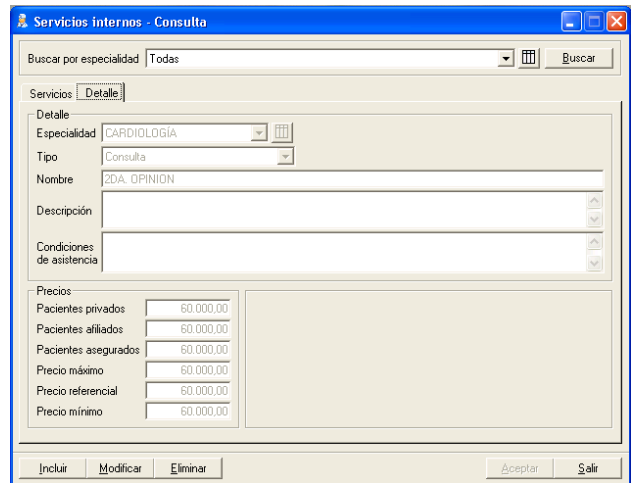 Servicios internos - Consulta
Buscar por especialidad Todas Buscar
Servicios Detalle
Detalle
Especialidad CARDIOLOGÍA
Tipo Consulta
Nombre 2DA. OPINION
Descripción
Condiciones
de asistencia
Precios
Pacientes privados 60.000,00
Pacientes afiliados 60.000,00
Pacientes asegurados 60.000,00
Precio máximo 60.000,00
Precio referencial 60.000,00
Precio mínimo 60.000,00
Incluir Modificar Eliminar Aceptar Salir